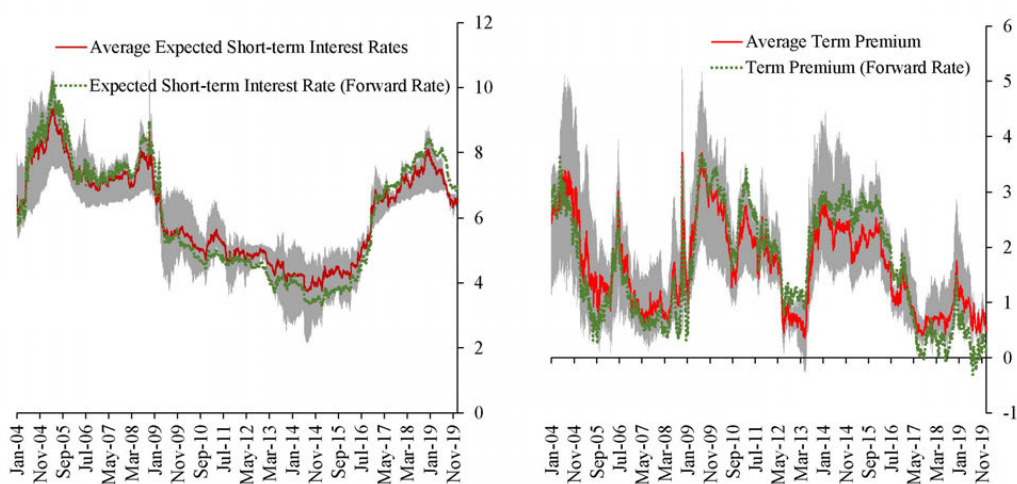 Average Expected Short-term Interest Rates
Expected Short-term Interest Rate (Forward Rate)
12
10
8
6
4
2
0
Jan-04
Nov-04
Sep-05
Jul-06
May-07
Mar-08
Jan-09
Nov-09
Sep-10
Jul-11
May-12
Mar-13
Jan-14
Nov-14
Sep-15
Jul-16
May-17
Mar-18
Jan-19
Nov-19
Average Term Premium
Term Premium (Forward Rate)
6
5
4
3
2
1
0
-1
Jan-04
Nov-04
Sep-05
Jul-06
May-07
Mar-08
Jan-09
Nov-09
Sep-10
Jul-11
May-12
Mar-13
Jan-14
Nov-14
Sep-15
Jul-16
May-17
Mar-18
Jan-19
Nov-19